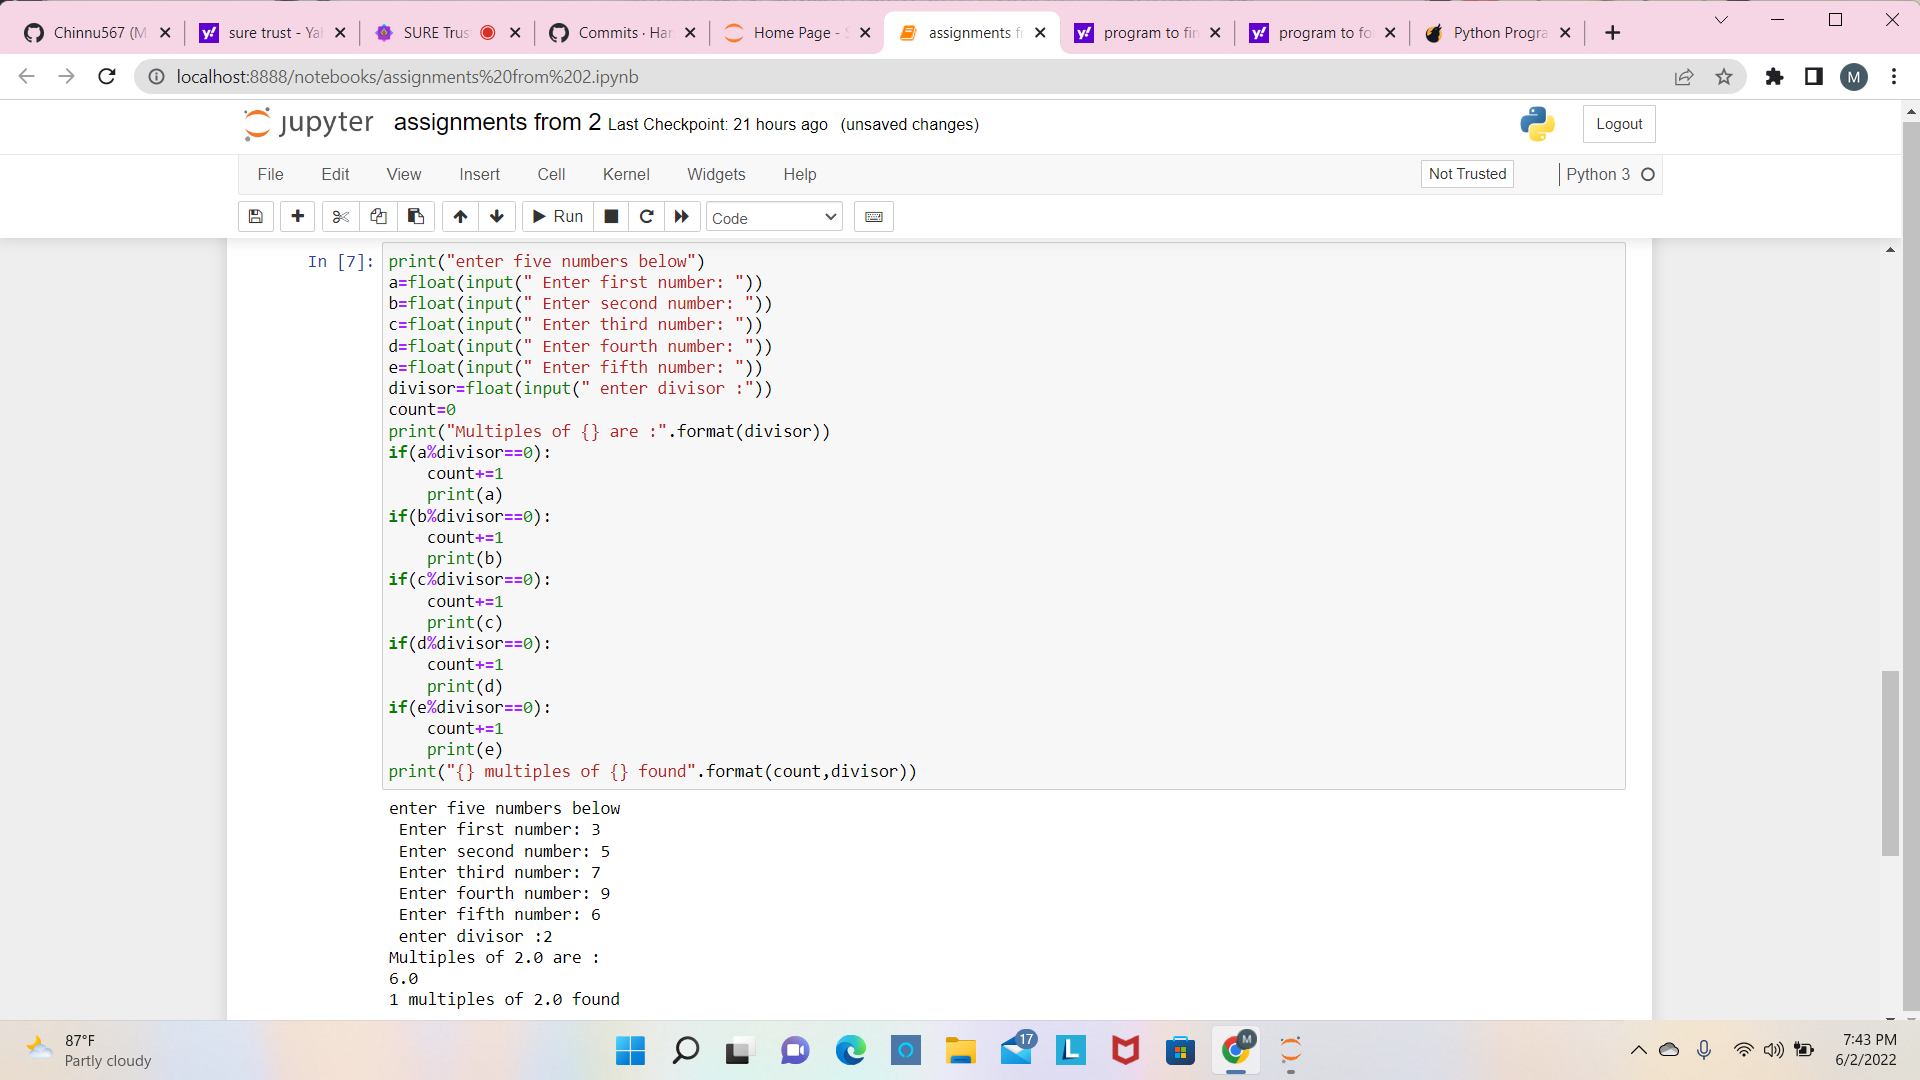 Chinnu567 (M
sure trust - Ya
SURE Trus
Commits · Har
Home Page - S
assignments fr
program to fin
program to fo
Python Progra
localhost:8888/notebooks/assignments%20from%202.ipynb
M
jupyter assignments from 2 Last Checkpoint: 21 hours ago (unsaved changes)
Logout
File Edit View Insert Cell Kernel Widgets Help
Not Trusted
Python 3
Run
Code
In [7]:
print("enter five numbers below")
a=float(input(" Enter first number: "))
b=float(input(" Enter second number: "))
c=float(input(" Enter third number: "))
d=float(input(" Enter fourth number: "))
e=float(input(" Enter fifth number: "))
divisor=float(input(" enter divisor :"))
count=0
print("Multiples of {} are :".format(divisor))
if(a%divisor==0):
    count+=1
    print(a)
if(b%divisor==0):
    count+=1
    print(b)
if(c%divisor==0):
    count+=1
    print(c)
if(d%divisor==0):
    count+=1
    print(d)
if(e%divisor==0):
    count+=1
    print(e)
print("{} multiples of {} found".format(count,divisor))
enter five numbers below
 Enter first number: 3
 Enter second number: 5
 Enter third number: 7
 Enter fourth number: 9
 Enter fifth number: 6
 enter divisor :2
Multiples of 2.0 are :
6.0
1 multiples of 2.0 found
87°F
Partly cloudy
17
L
M
7:43 PM
6/2/2022